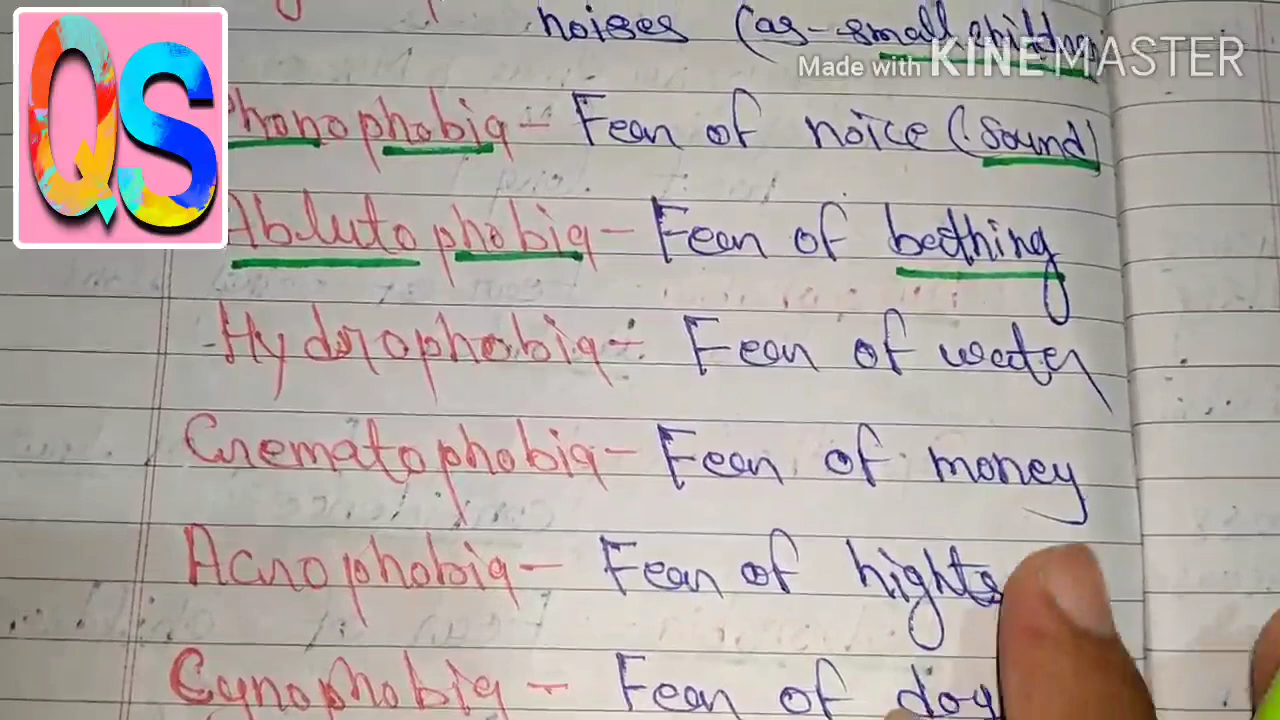 noises (as-small children
Made with KINEMASTER
QS
Phonophobia - Fear of noice (Sound)
Ablutophobia - Fear of bathing
Hydrophobia - Fear of water
Crematophobia - Fear of money
Acrophobia - Fear of hights
Cynophobia - Fear of dog